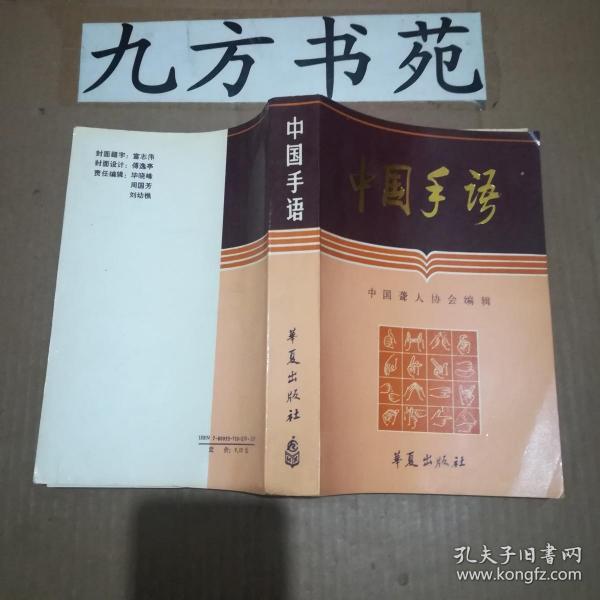 九方书苑
封面题字：富志伟
封面设计：傅逸亭
责任编辑：毕晓峰
周国芳
刘幼樵
中国手语
华夏出版社
中国手语
中国聋人协会编辑
华夏出版社
孔夫子旧书网
www.kongfz.com